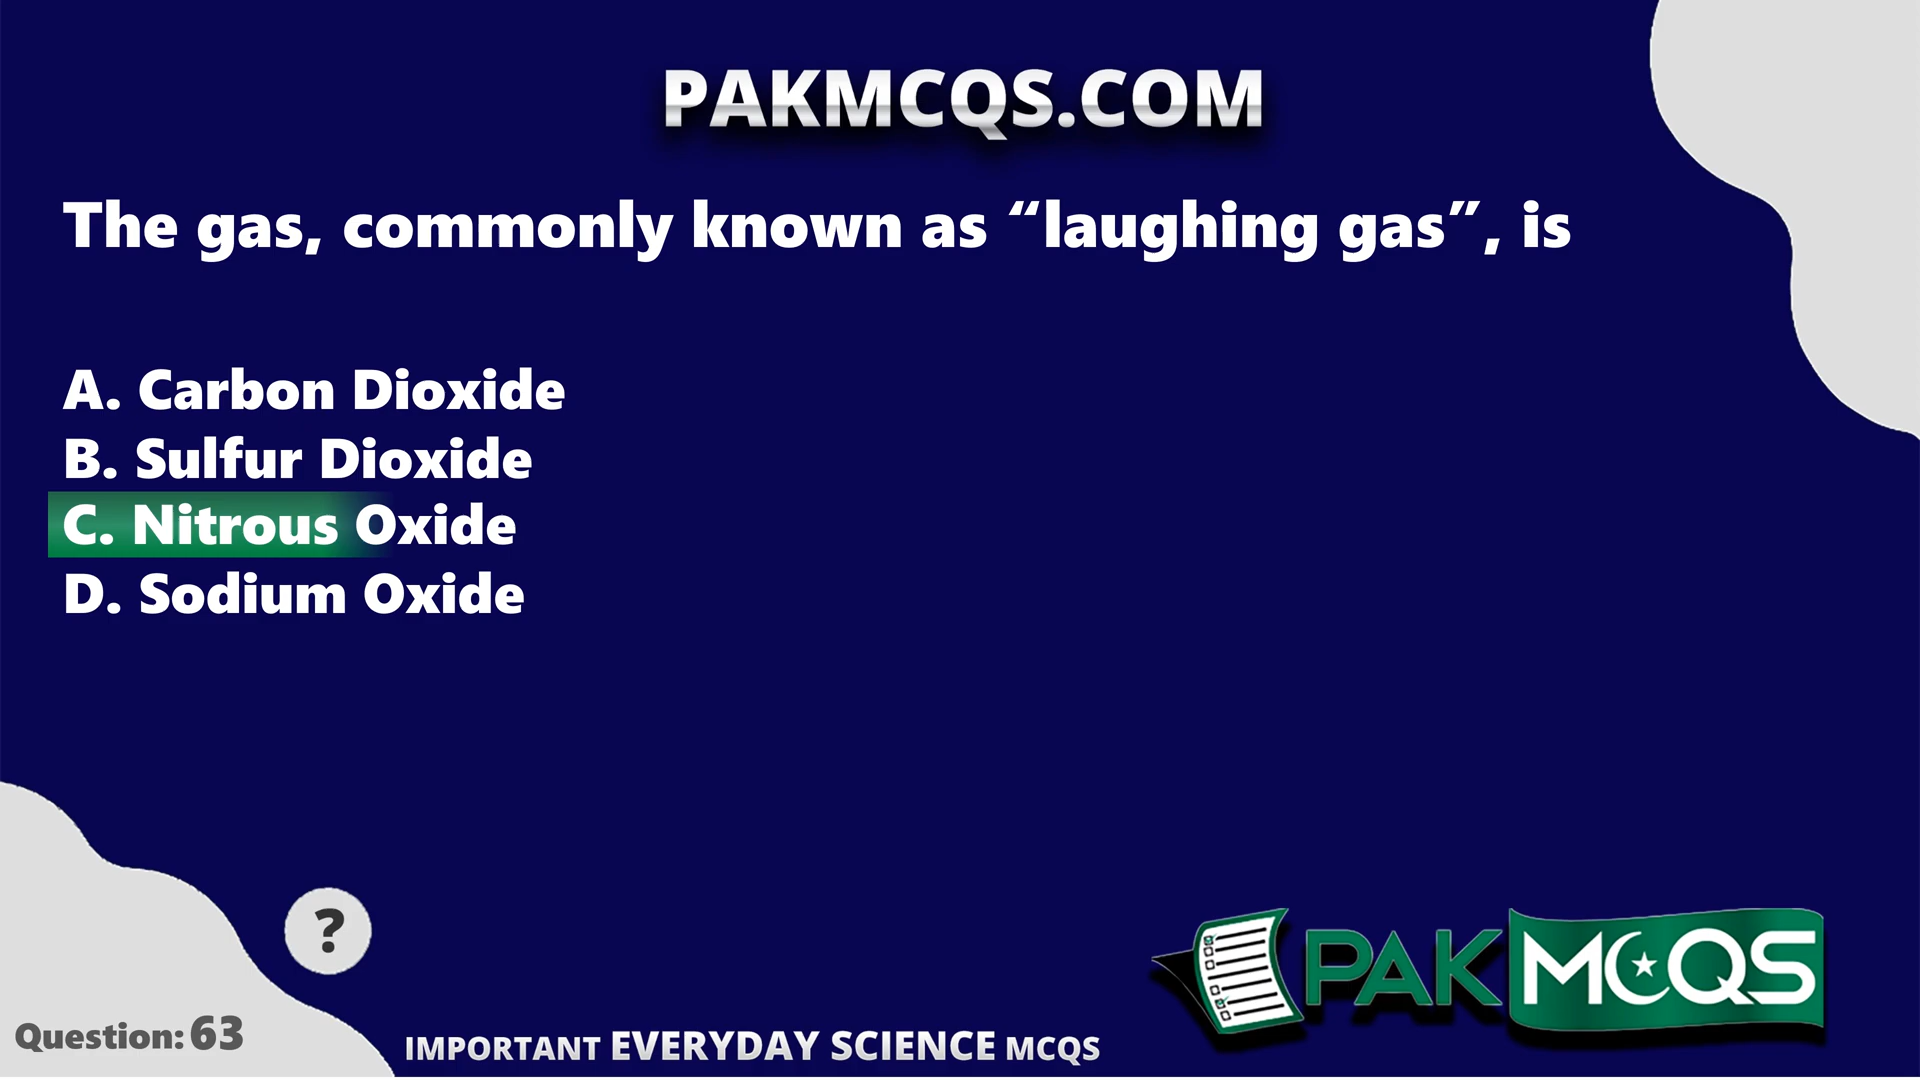 PAKMCQS.COM
The gas, commonly known as “laughing gas”, is
A. Carbon Dioxide
B. Sulfur Dioxide
C. Nitrous Oxide
D. Sodium Oxide
?
Question: 63
IMPORTANT EVERYDAY SCIENCE MCQS
PAKMCQS